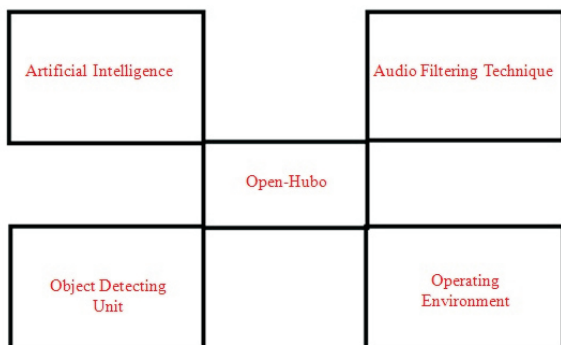 Artificial Intelligence
Audio Filtering Technique
Open-Hubo
Object Detecting
Unit
Operating
Environment